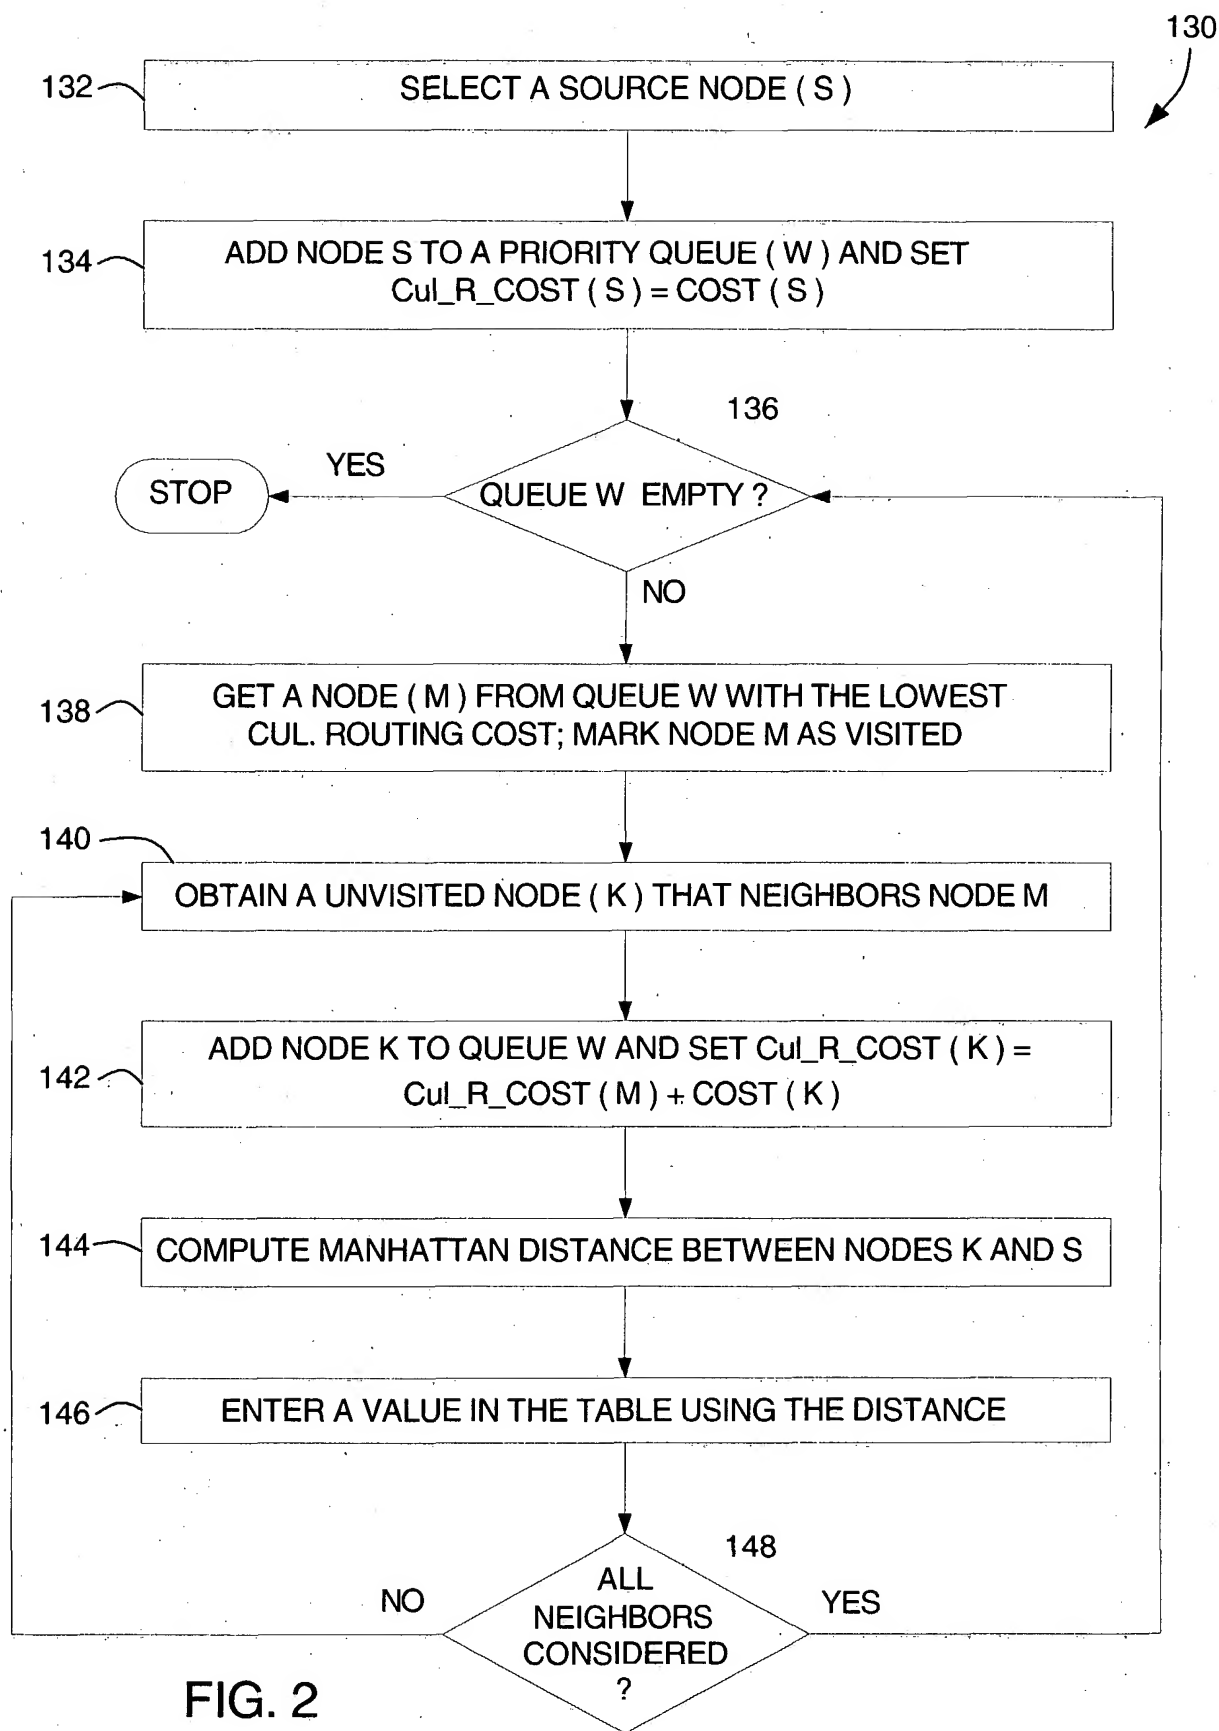 130
132
SELECT A SOURCE NODE ( S )
134
ADD NODE S TO A PRIORITY QUEUE ( W ) AND SET
Cul_R_COST ( S ) = COST ( S )
136
YES
STOP
QUEUE W EMPTY ?
NO
138
GET A NODE ( M ) FROM QUEUE W WITH THE LOWEST
CUL. ROUTING COST; MARK NODE M AS VISITED
140
OBTAIN A UNVISITED NODE ( K ) THAT NEIGHBORS NODE M
142
ADD NODE K TO QUEUE W AND SET Cul_R_COST ( K ) =
Cul_R_COST ( M ) + COST ( K )
144
COMPUTE MANHATTAN DISTANCE BETWEEN NODES K AND S
146
ENTER A VALUE IN THE TABLE USING THE DISTANCE
148
NO
ALL
NEIGHBORS
CONSIDERED
?
YES
FIG. 2